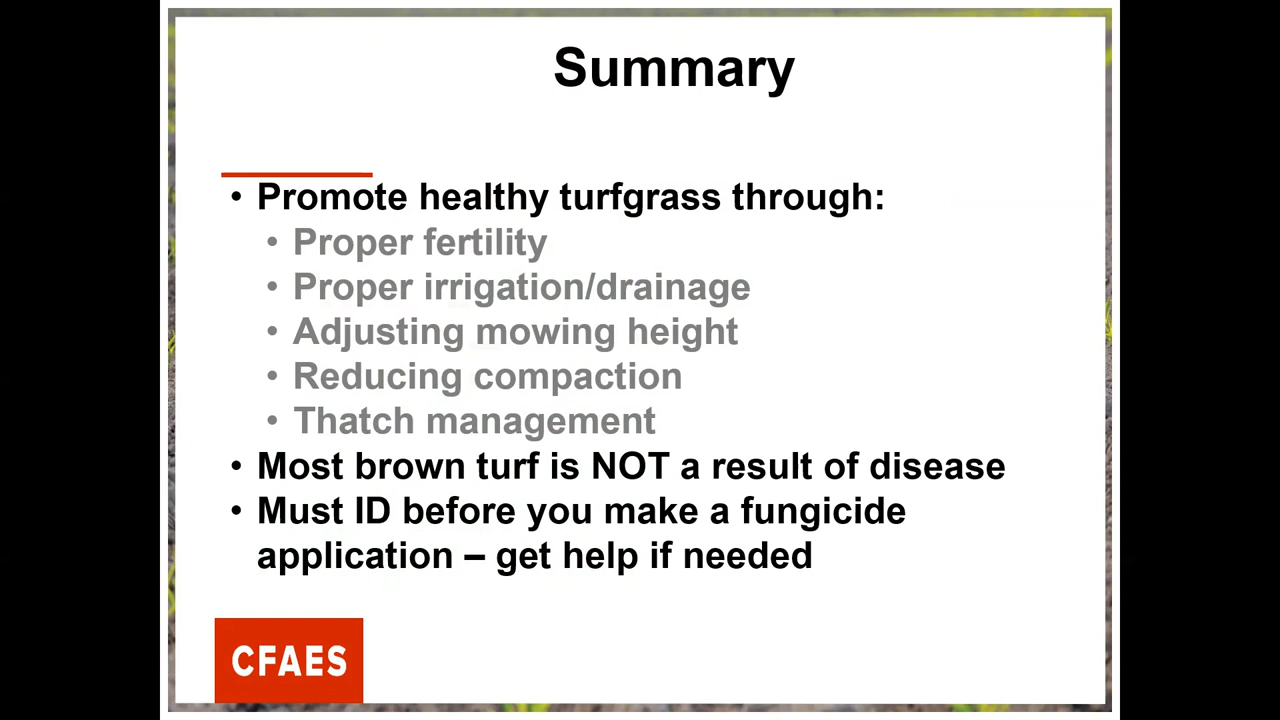 Summary
• Promote healthy turfgrass through:
• Proper fertility
• Proper irrigation/drainage
• Adjusting mowing height
• Reducing compaction
• Thatch management
• Most brown turf is NOT a result of disease
• Must ID before you make a fungicide
application – get help if needed
CFAES